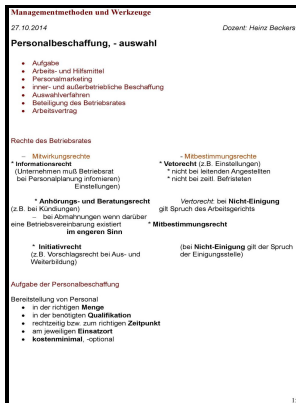 Managementmethoden und Werkzeuge
27.10.2014 Dozent: Heinz Beckers
Personalbeschaffung, - auswahl
• Aufgabe
• Arbeits- und Hilfsmittel
• Personalmarketing
• inner- und außerbetriebliche Beschaffung
• Auswahlverfahren
• Beteiligung des Betriebsrates
• Arbeitsvertrag
Rechte des Betriebsrates
– Mitwirkungsrechte - Mitbestimmungsrechte
* Informationsrecht * Vetorecht (z.B. Einstellungen)
(Unternehmen muß Betriebsrat * nicht bei leitenden Angestellten
bei Personalplanung infomieren) * nicht bei zeitl. Befristeten
Einstellungen)
* Anhörungs- und Beratungsrecht Vertorecht: bei Nicht-Einigung
(z.B. bei Kündiungen) gilt Spruch des Arbeitsgerichts
– bei Abmahnungen wenn darüber
eine Betriebsvereinbarung existiert * Mitbestimmungsrecht
im engeren Sinn
* Initiativrecht (bei Nicht-Einigung gilt der Spruch
(z.B. Vorschlagsrecht bei Aus- und der Einigungsstelle)
Weiterbildung)
Aufgabe der Personalbeschaffung
Bereitstellung von Personal
• in der richtigen Menge
• in der benötigten Qualifikation
• rechtzeitig bzw. zum richtigen Zeitpunkt
• am jeweiligen Einsatzort
• kostenminimal, -optional